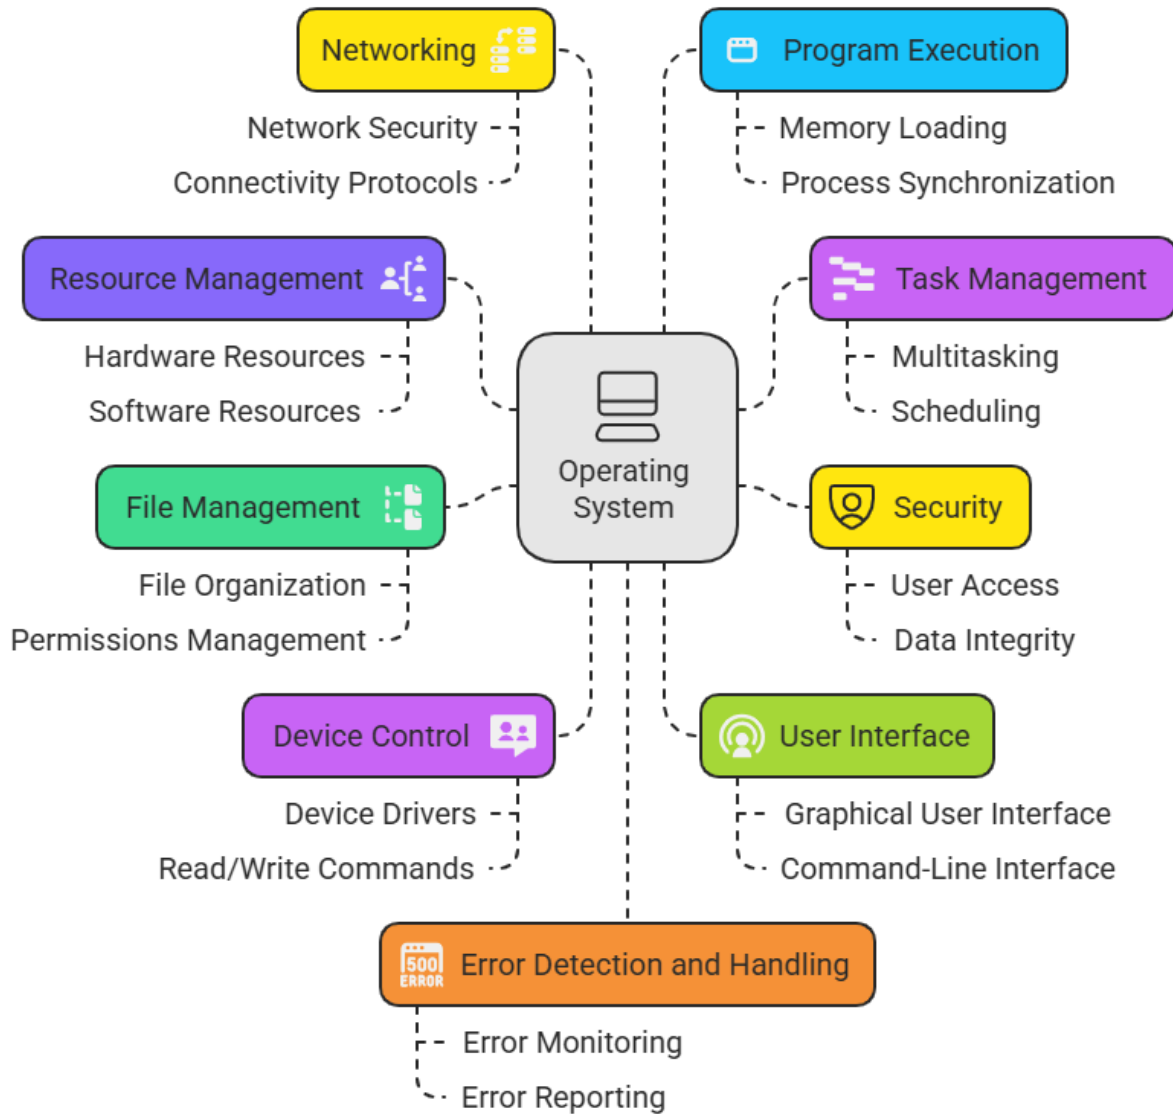 Networking
Network Security
Connectivity Protocols
Program Execution
Memory Loading
Process Synchronization
Resource Management
Hardware Resources
Software Resources
Task Management
Multitasking
Scheduling
Operating
System
File Management
File Organization
Permissions Management
Security
User Access
Data Integrity
Device Control
Device Drivers
Read/Write Commands
User Interface
Graphical User Interface
Command-Line Interface
500
ERROR
Error Detection and Handling
Error Monitoring
Error Reporting